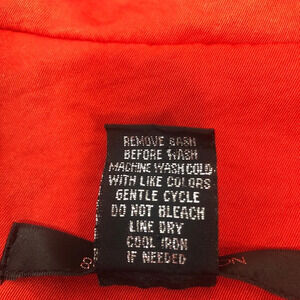 REMOVE SASH
BEFORE WASH
MACHINE WASH COLD
WITH LIKE COLORS
GENTLE CYCLE
DO NOT BLEACH
LINE DRY
COOL IRON
IF NEEDED